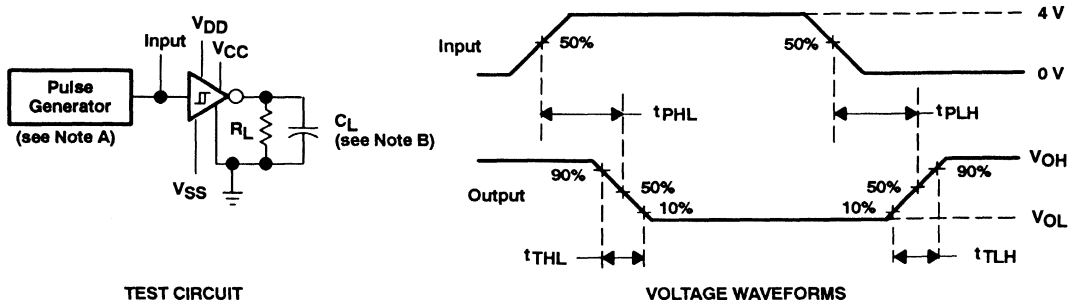 Input
VDD
VCC
Pulse
Generator
(see Note A)
RL
CL
(see Note B)
VSS
TEST CIRCUIT
Input
50%
50%
4 V
0 V
tPHL
tPLH
Output
90%
50%
10%
50%
10%
90%
VOH
VOL
tTHL
tTLH
VOLTAGE WAVEFORMS